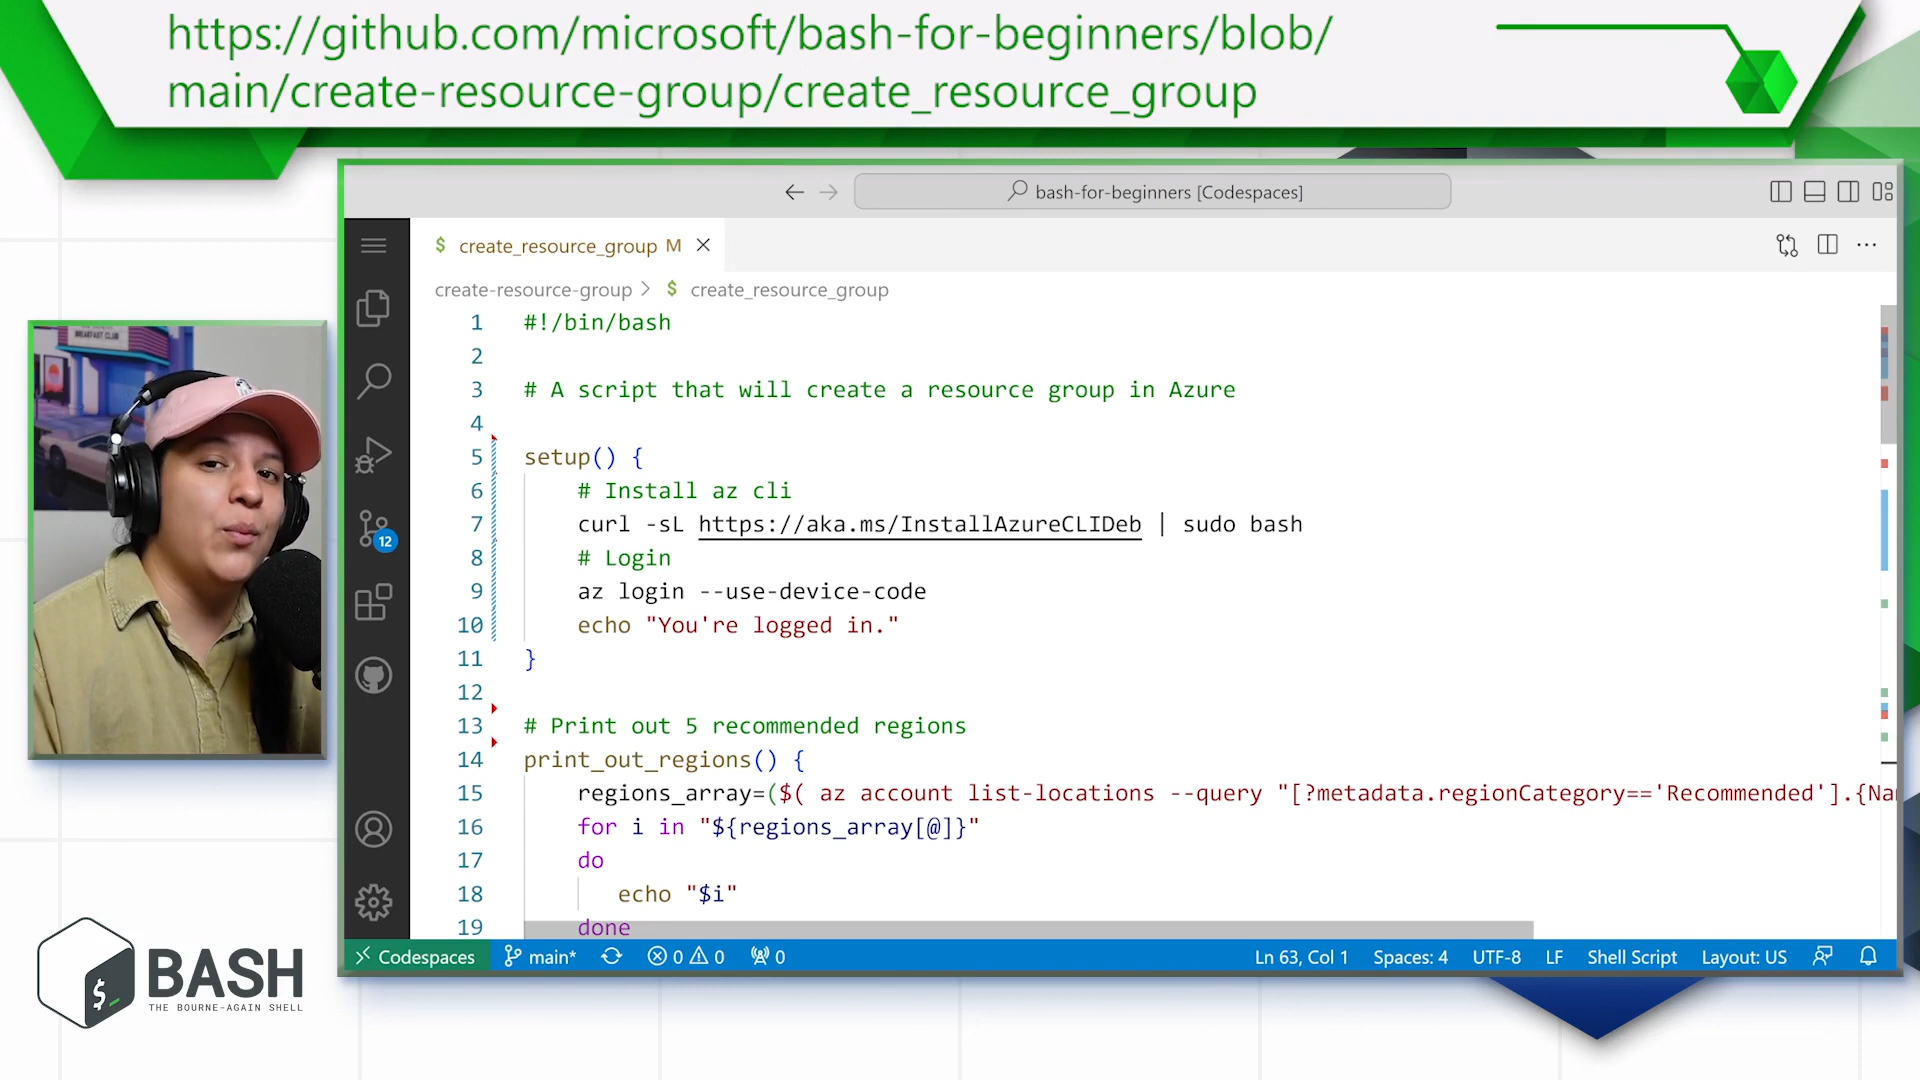 https://github.com/microsoft/bash-for-beginners/blob/
main/create-resource-group/create_resource_group
bash-for-beginners [Codespaces]
$ create_resource_group M
create-resource-group > $ create_resource_group
1 #!/bin/bash
2
3 # A script that will create a resource group in Azure
4
5 setup() {
6 # Install az cli
7 curl -sL https://aka.ms/InstallAzureCLIDeb | sudo bash
8 # Login
9 az login --use-device-code
10 echo "You're logged in."
11 }
12
13 # Print out 5 recommended regions
14 print_out_regions() {
15 regions_array=($( az account list-locations --query "[?metadata.regionCategory=='Recommended'].{Na
16 for i in "${regions_array[@]}"
17 do
18 echo "$i"
19 done
12
Codespaces main* 0 0 0 Ln 63, Col 1 Spaces: 4 UTF-8 LF Shell Script Layout: US
BREAKFAST CLUB
$_ BASH
THE BOURNE-AGAIN SHELL